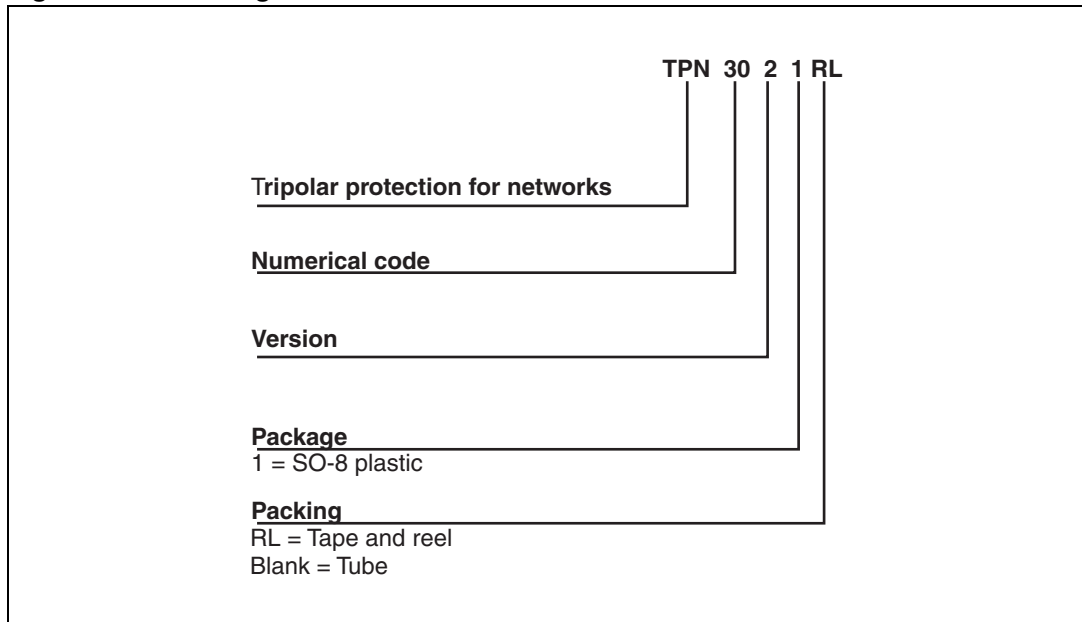 TPN 30 2 1 RL
Tripolar protection for networks
Numerical code
Version
Package
1 = SO-8 plastic
Packing
RL = Tape and reel
Blank = Tube